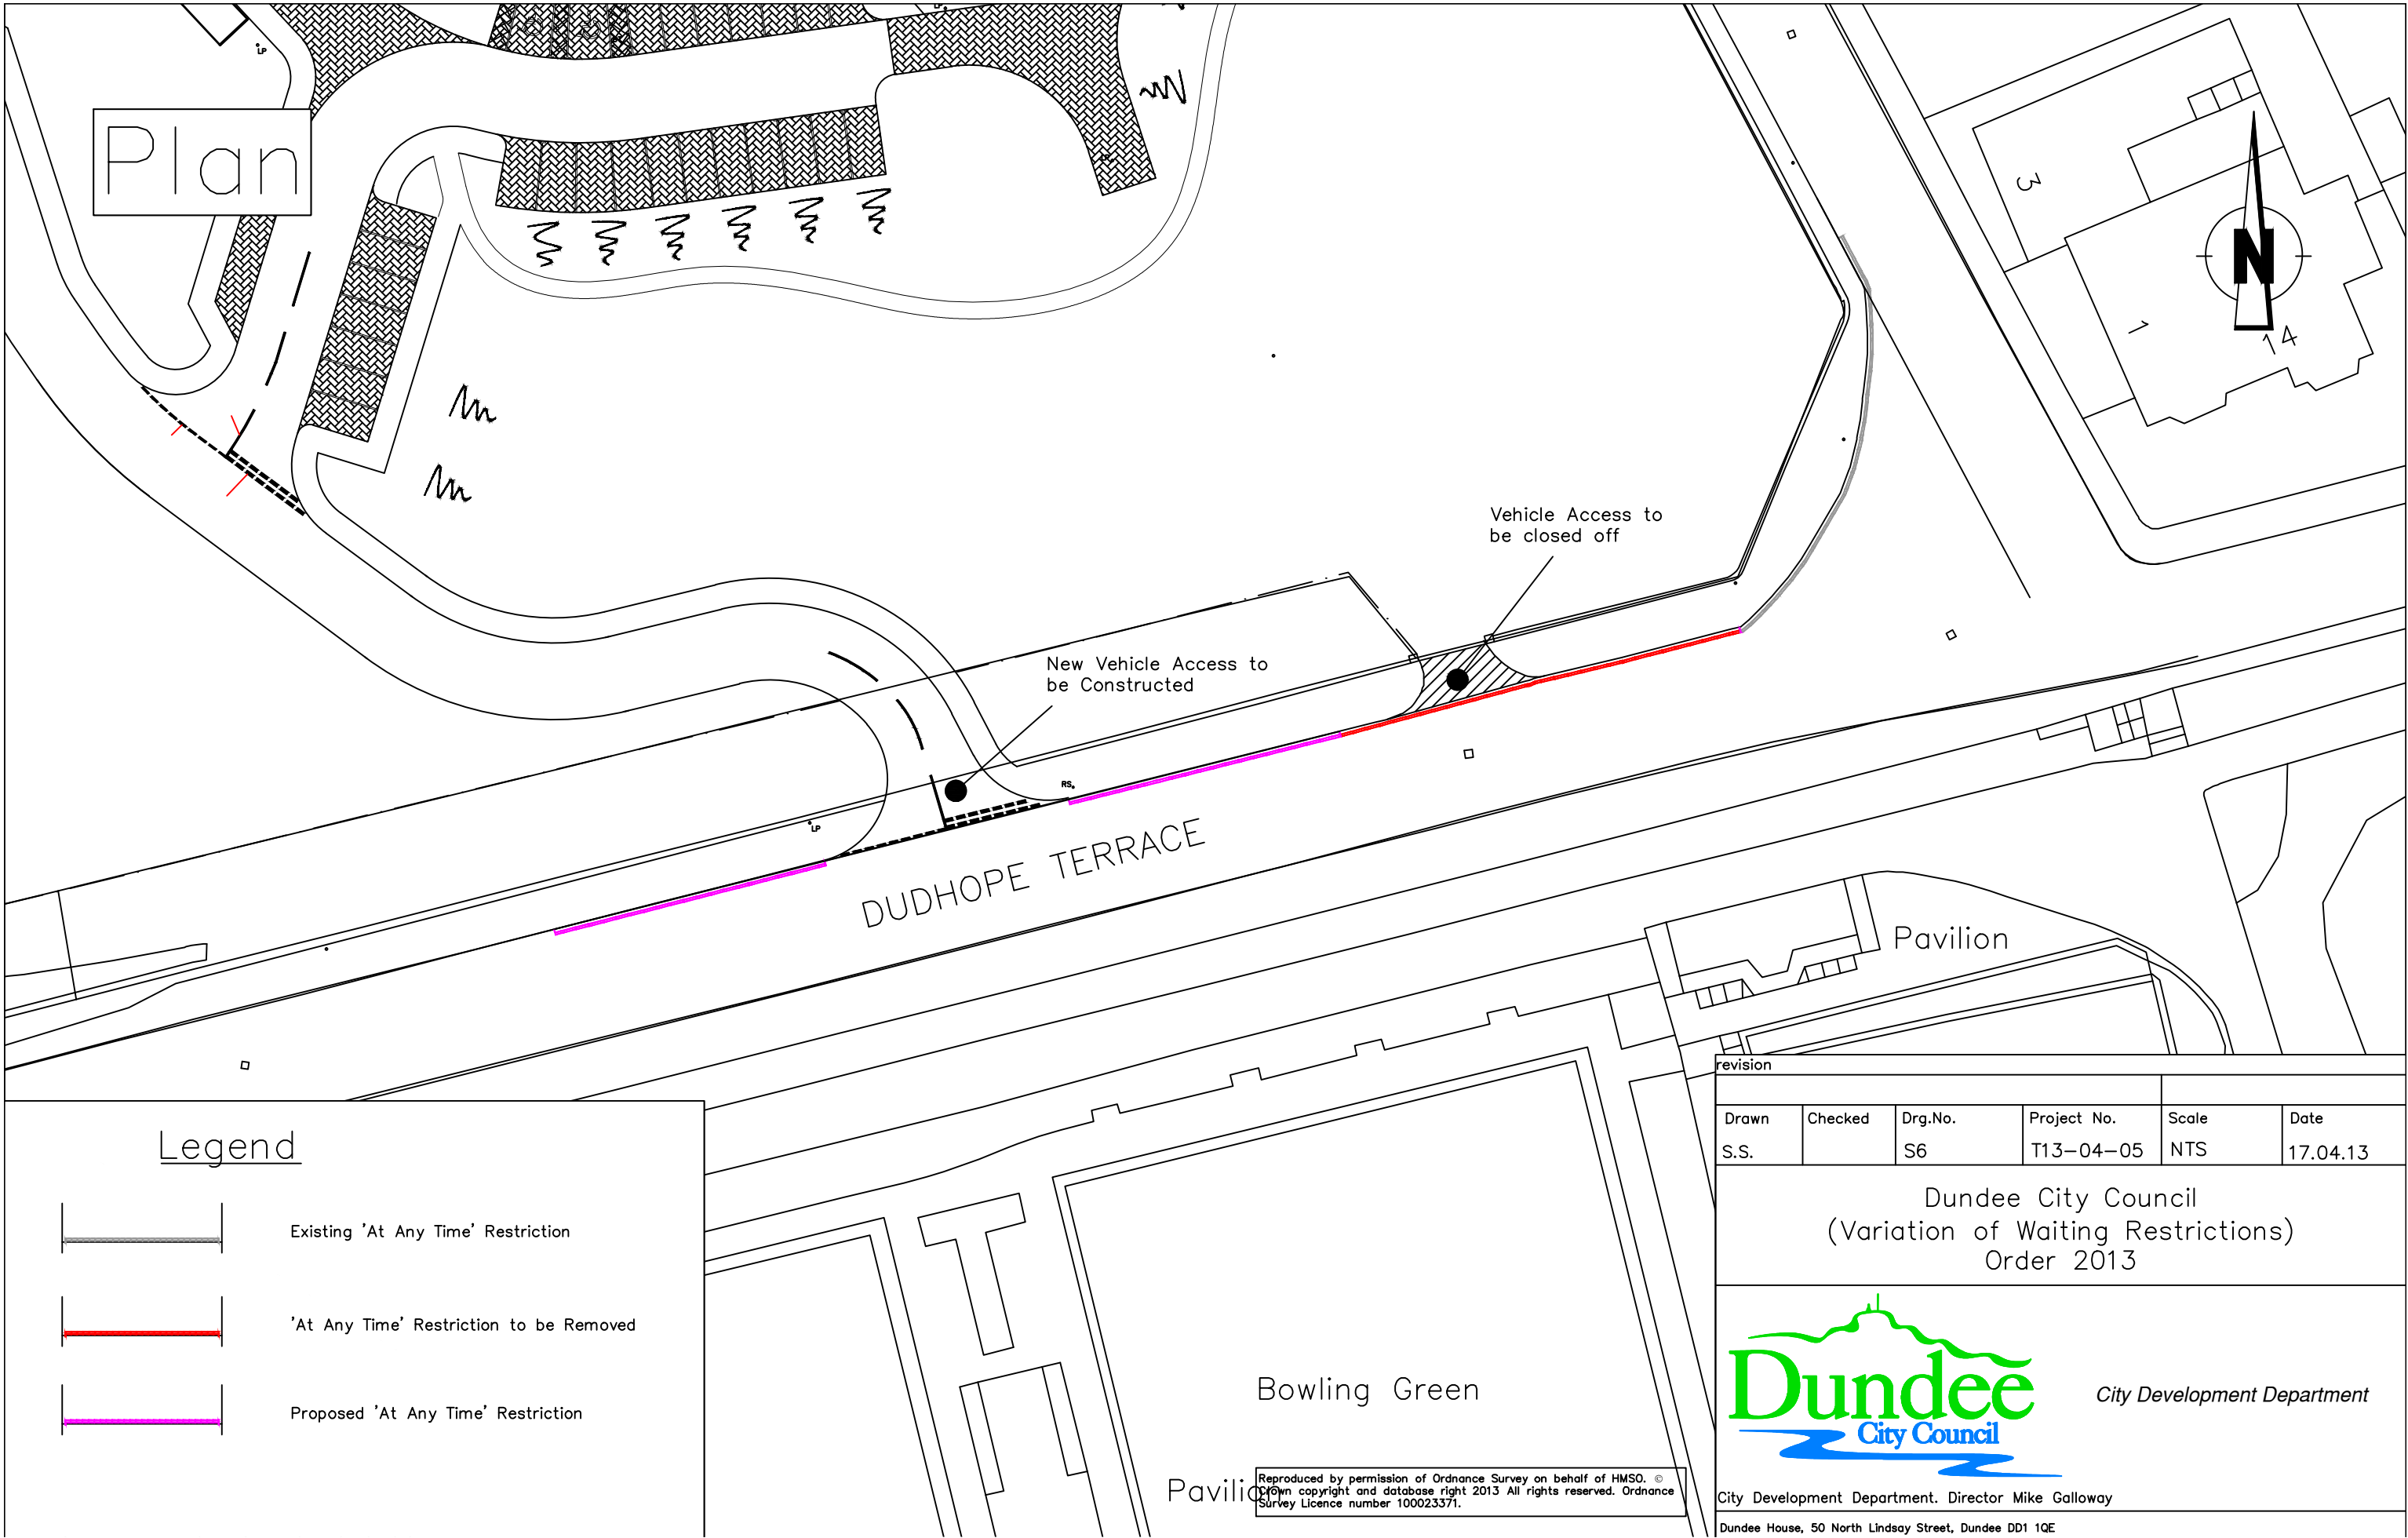 LP
LP
Plan
LP
3
N
1
14
Vehicle Access to
be closed off
New Vehicle Access to
be Constructed
RS
LP
DUDHOPE TERRACE
Pavilion
Legend
Existing 'At Any Time' Restriction
'At Any Time' Restriction to be Removed
Proposed 'At Any Time' Restriction
Bowling Green
Pavilion
Reproduced by permission of Ordnance Survey on behalf of HMSO. ©
Crown copyright and database right 2013 All rights reserved. Ordnance
Survey Licence number 100023371.
revision
Drawn Checked Drg.No. Project No. Scale Date
S.S. S6 T13-04-05 NTS 17.04.13
Dundee City Council
(Variation of Waiting Restrictions)
Order 2013
Dundee
City Council
City Development Department
City Development Department. Director Mike Galloway
Dundee House, 50 North Lindsay Street, Dundee DD1 1QE